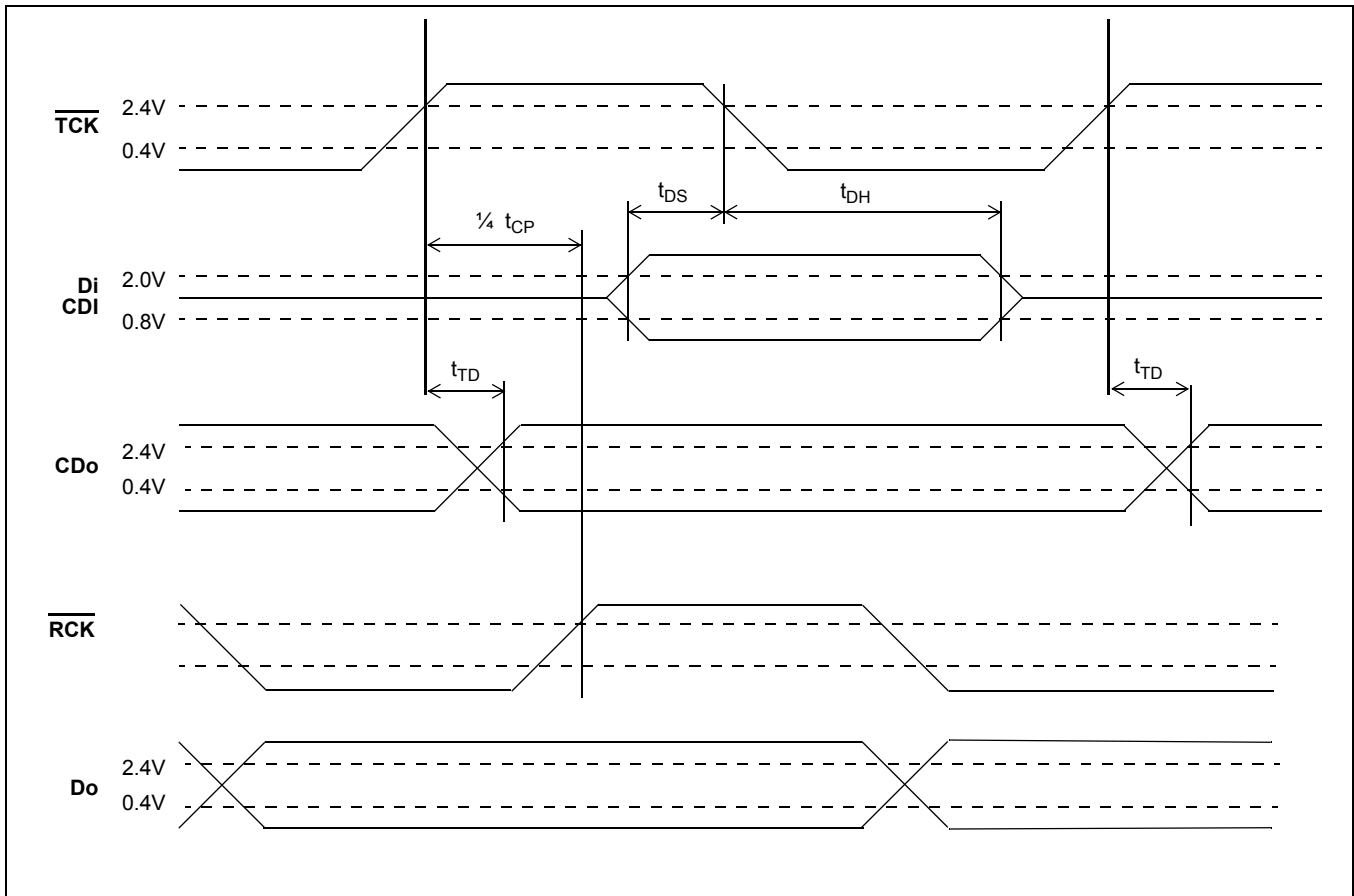 TCK
2.4V
0.4V
tDS
tDH
¼ tCP
Di
CDI
2.0V
0.8V
tTD
tTD
CDo
2.4V
0.4V
RCK
Do
2.4V
0.4V